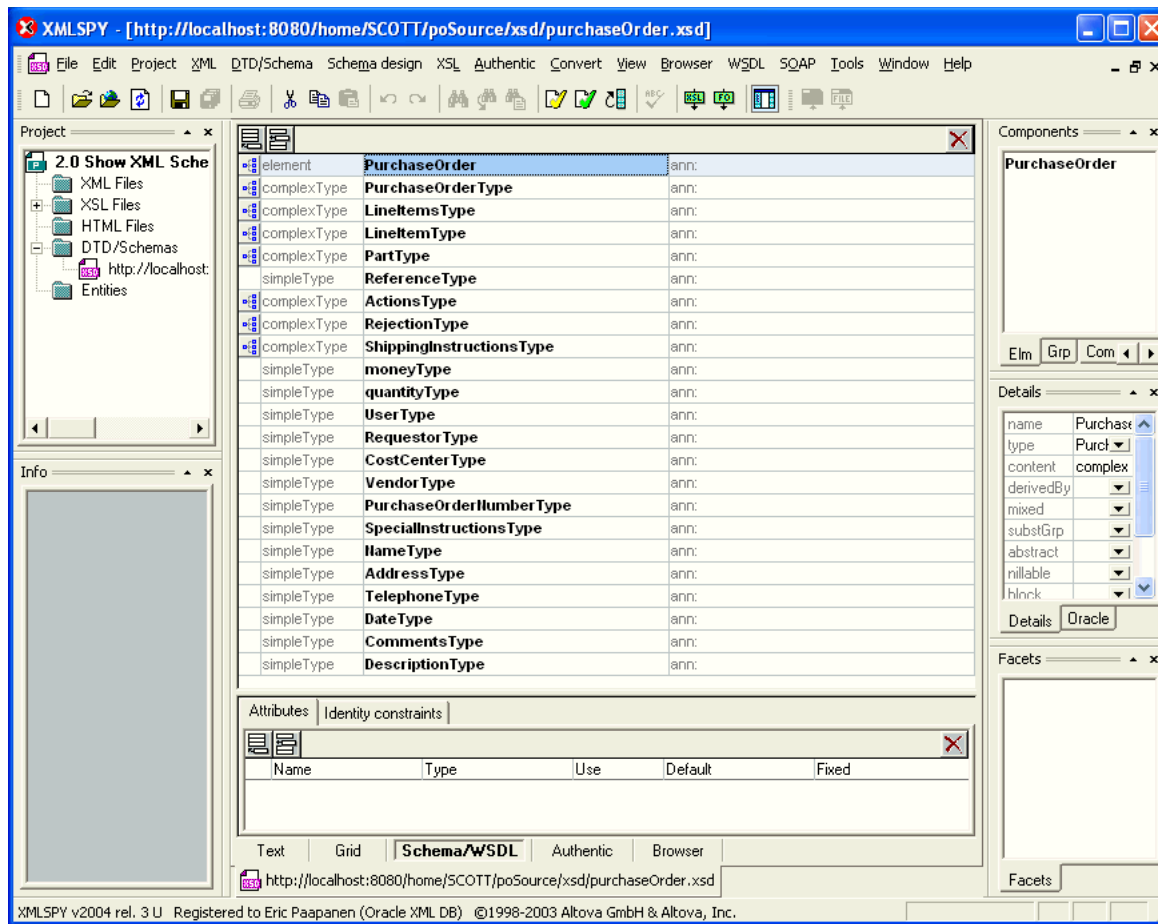 XMLSPY - [http://localhost:8080/home/SCOTT/poSource/xsd/purchaseOrder.xsd]
File Edit Project XML DTD/Schema Schema design XSL Authentic Convert View Browser WSDL SOAP Tools Window Help
ABC XSL FO FILE
Project
2.0 Show XML Sche
XML Files
XSL Files
HTML Files
DTD/Schemas
http://localhost:
Entities
Info
element PurchaseOrder ann:
complexType PurchaseOrderType ann:
complexType LineItemsType ann:
complexType LineItemType ann:
complexType PartType ann:
simpleType ReferenceType ann:
complexType ActionsType ann:
complexType RejectionType ann:
complexType ShippingInstructionsType ann:
simpleType moneyType ann:
simpleType quantityType ann:
simpleType UserType ann:
simpleType RequestorType ann:
simpleType CostCenterType ann:
simpleType VendorType ann:
simpleType PurchaseOrderNumberType ann:
simpleType SpecialInstructionsType ann:
simpleType NameType ann:
simpleType AddressType ann:
simpleType TelephoneType ann:
simpleType DateType ann:
simpleType CommentsType ann:
simpleType DescriptionType ann:
Attributes Identity constraints
Name Type Use Default Fixed
Text Grid Schema/WSDL Authentic Browser
http://localhost:8080/home/SCOTT/poSource/xsd/purchaseOrder.xsd
Components
PurchaseOrder
Elm Grp Com
Details
name Purchase
type Purch
content complex
derivedBy
mixed
substGrp
abstract
nillable
block
Details Oracle
Facets
Facets
XMLSPY v2004 rel. 3 U Registered to Eric Paapanen (Oracle XML DB) ©1998-2003 Altova GmbH & Altova, Inc.